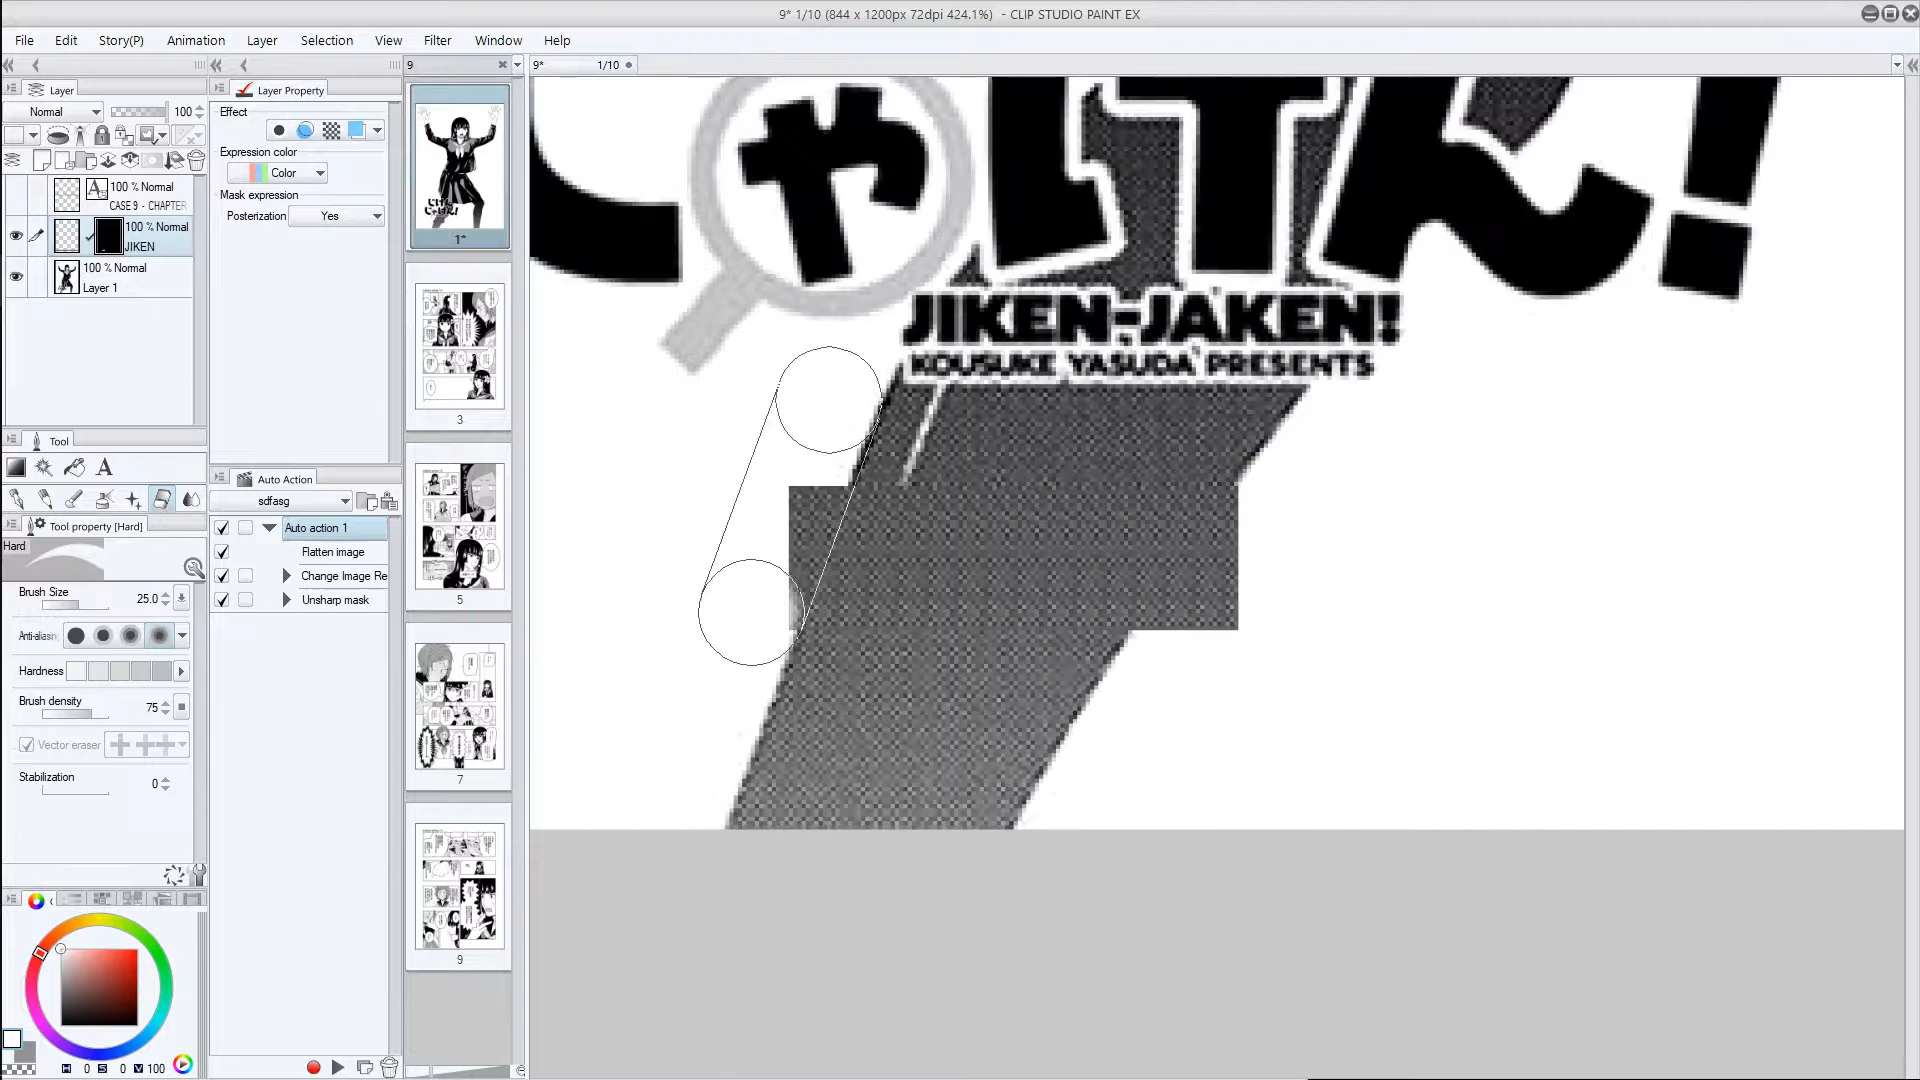 9* 1/10 (844 x 1200px 72dpi 424.1%) - CLIP STUDIO PAINT EX
File Edit Story(P) Animation Layer Selection View Filter Window Help
9
9* 1/10
Layer
Normal 100
100 % Normal
CASE 9 - CHAPTER
100 % Normal
JIKEN
100 % Normal
Layer 1
Layer Property
Effect
Expression color
Color
Mask expression
Posterization Yes
Tool
Tool property [Hard]
Hard
Brush Size 25.0
Anti-aliasing
Hardness
Brush density 75
Vector eraser
Stabilization 0
H 0 S 0 V 100
Auto Action
sdfasg
Auto action 1
Flatten image
Change Image Re
Unsharp mask
1*
3
5
7
9
じゃけん!
JIKEN-JAKEN!
KOUSUKE YASUDA PRESENTS